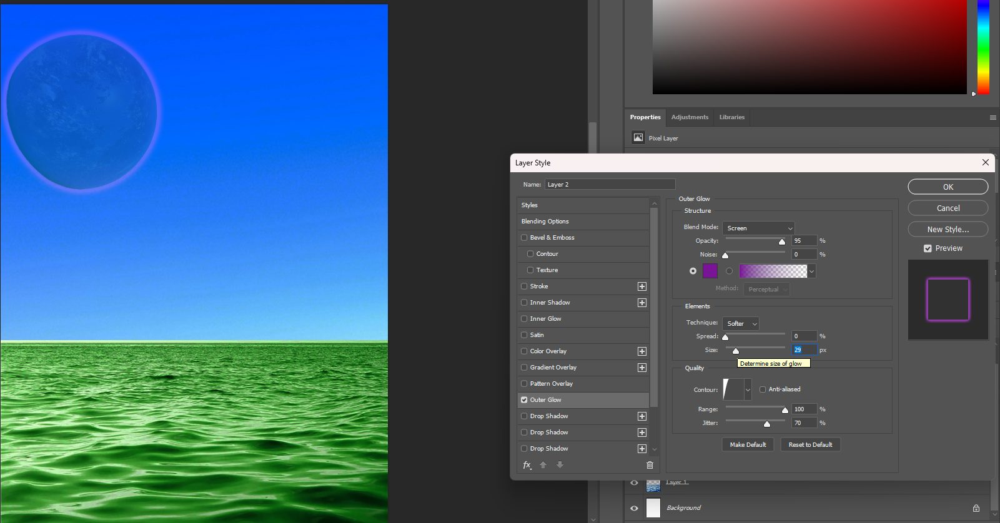 Properties Adjustments Libraries
Pixel Layer
Layer Style
Name: Layer 2
OK
Cancel
New Style...
Preview
Styles
Blending Options
Bevel & Emboss
Contour
Texture
Stroke
Inner Shadow
Inner Glow
Satin
Color Overlay
Gradient Overlay
Pattern Overlay
Outer Glow
Drop Shadow
Drop Shadow
Drop Shadow
fx
Outer Glow
Structure
Blend Mode: Screen
Opacity: 95 %
Noise: 0 %
Method: Perceptual
Elements
Technique: Softer
Spread: 0 %
Size: 29 px
Determine size of glow
Quality
Contour: Anti-aliased
Range: 100 %
Jitter: 70 %
Make Default Reset to Default
Layer 1
Background